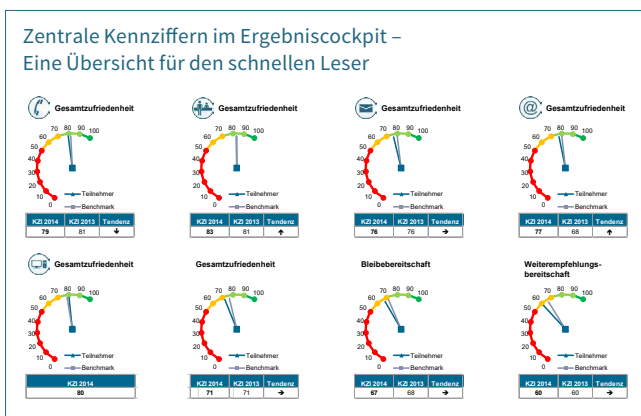 Zentrale Kennziffern im Ergebniscockpit –
Eine Übersicht für den schnellen Leser
Gesamtzufriedenheit
0 10 20 30 40 50 60 70 80 90 100
Teilnehmer
Benchmark
KZI 2014 KZI 2013 Tendenz
79 81 ↓
Gesamtzufriedenheit
0 10 20 30 40 50 60 70 80 90 100
Teilnehmer
Benchmark
KZI 2014 KZI 2013 Tendenz
83 81 ↑
Gesamtzufriedenheit
0 10 20 30 40 50 60 70 80 90 100
Teilnehmer
Benchmark
KZI 2014 KZI 2013 Tendenz
76 76 →
@ Gesamtzufriedenheit
0 10 20 30 40 50 60 70 80 90 100
Teilnehmer
Benchmark
KZI 2014 KZI 2013 Tendenz
77 68 ↑
Gesamtzufriedenheit
0 10 20 30 40 50 60 70 80 90 100
Teilnehmer
Benchmark
KZI 2014
80
Gesamtzufriedenheit
0 10 20 30 40 50 60 70 80 90 100
Teilnehmer
Benchmark
KZI 2014 KZI 2013 Tendenz
71 71 →
Bleibebereitschaft
0 10 20 30 40 50 60 70 80 90 100
Teilnehmer
Benchmark
KZI 2014 KZI 2013 Tendenz
67 68 →
Weiterempfehlungs-
bereitschaft
0 10 20 30 40 50 60 70 80 90 100
Teilnehmer
Benchmark
KZI 2014 KZI 2013 Tendenz
60 60 →